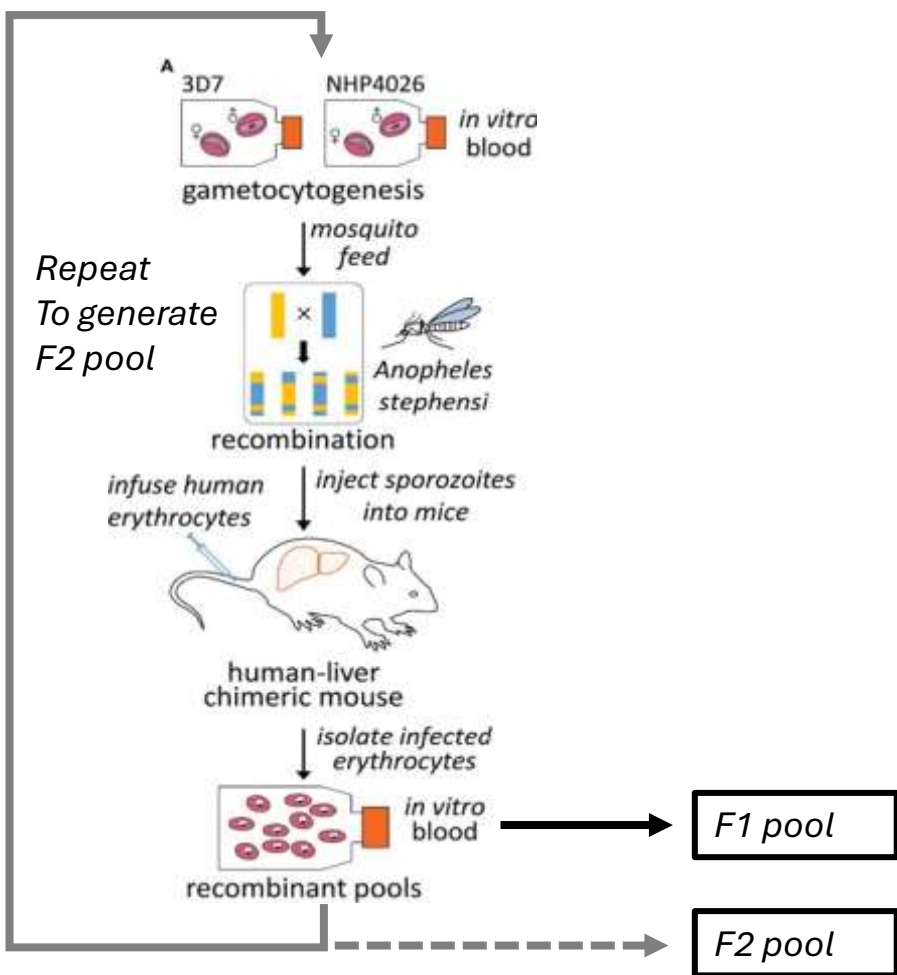 A
3D7
NHP4026
♀
♂
♀
♂
in vitro
blood
gametocytogenesis
mosquito
feed
Repeat
To generate
F2 pool
×
Anopheles
stephensi
recombination
infuse human
erythrocytes
inject sporozoites
into mice
human-liver
chimeric mouse
isolate infected
erythrocytes
in vitro
blood
F1 pool
recombinant pools
F2 pool